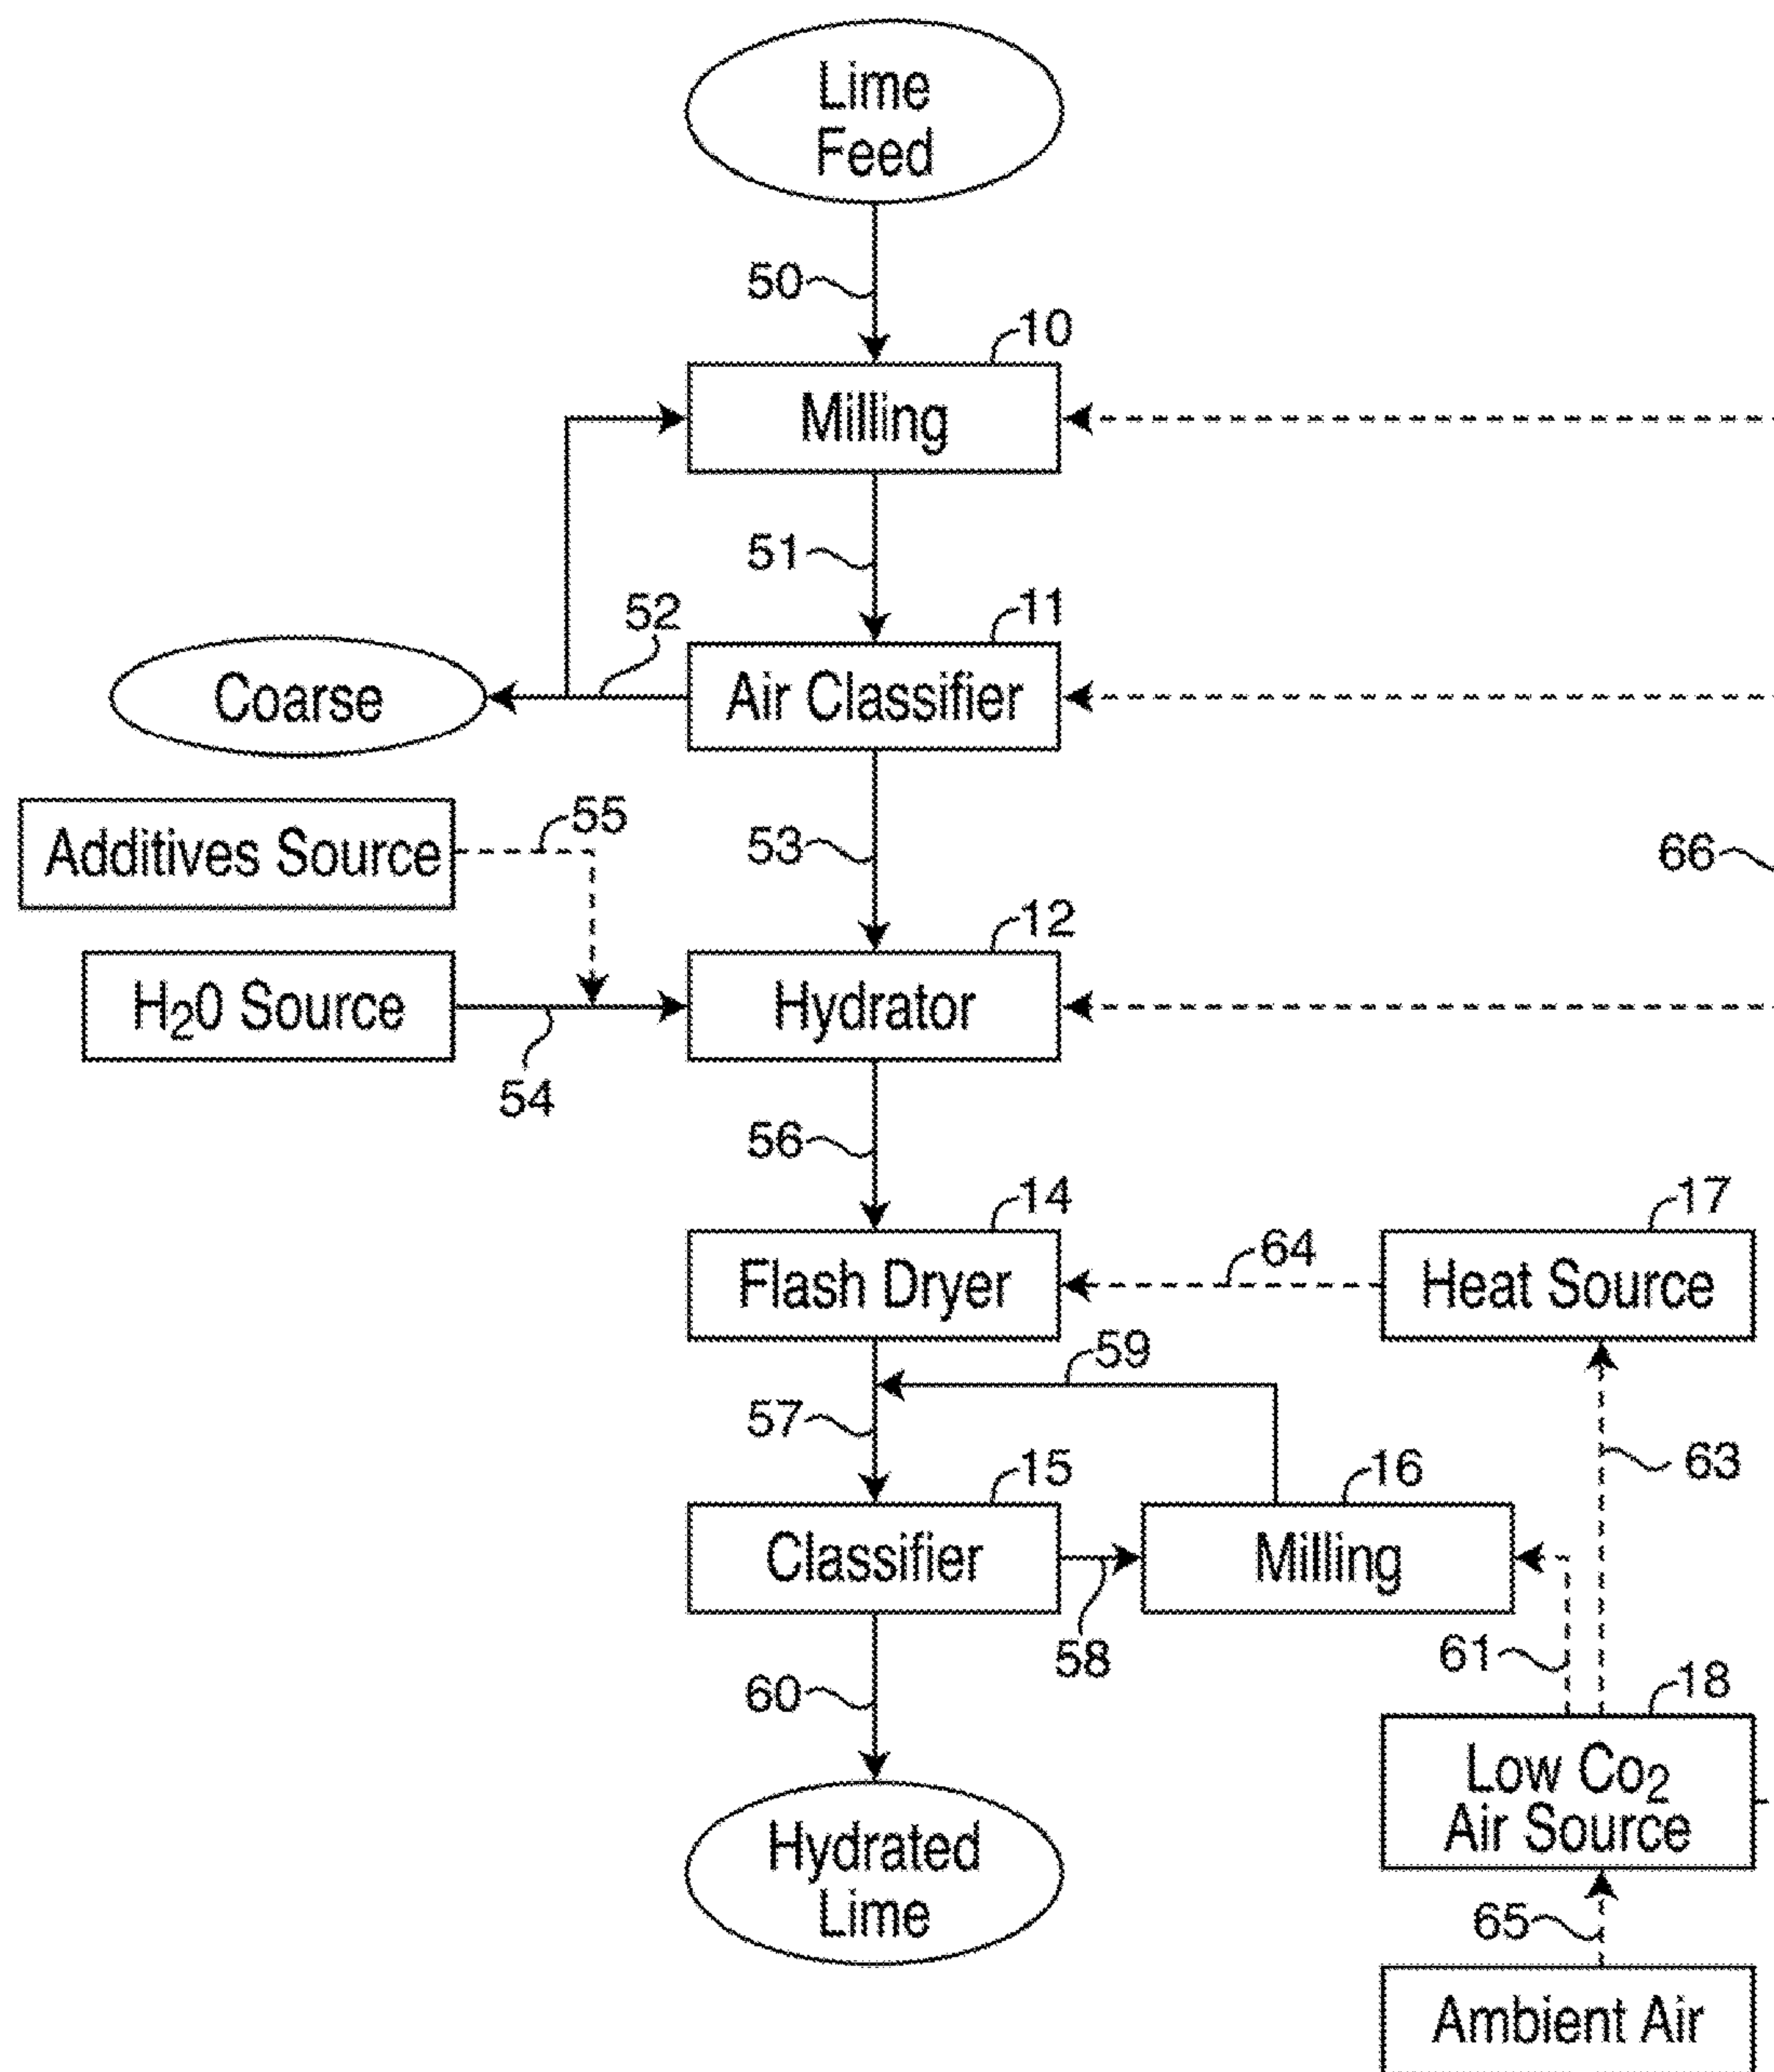 Lime
Feed
50
10
Milling
51
52
11
Coarse
Air Classifier
Additives Source
55
53
66
12
H₂0 Source
Hydrator
54
56
14
17
64
Flash Dryer
Heat Source
59
57
63
15
16
Classifier
Milling
58
61
60
18
Low Co₂
Air Source
Hydrated
Lime
65
Ambient Air